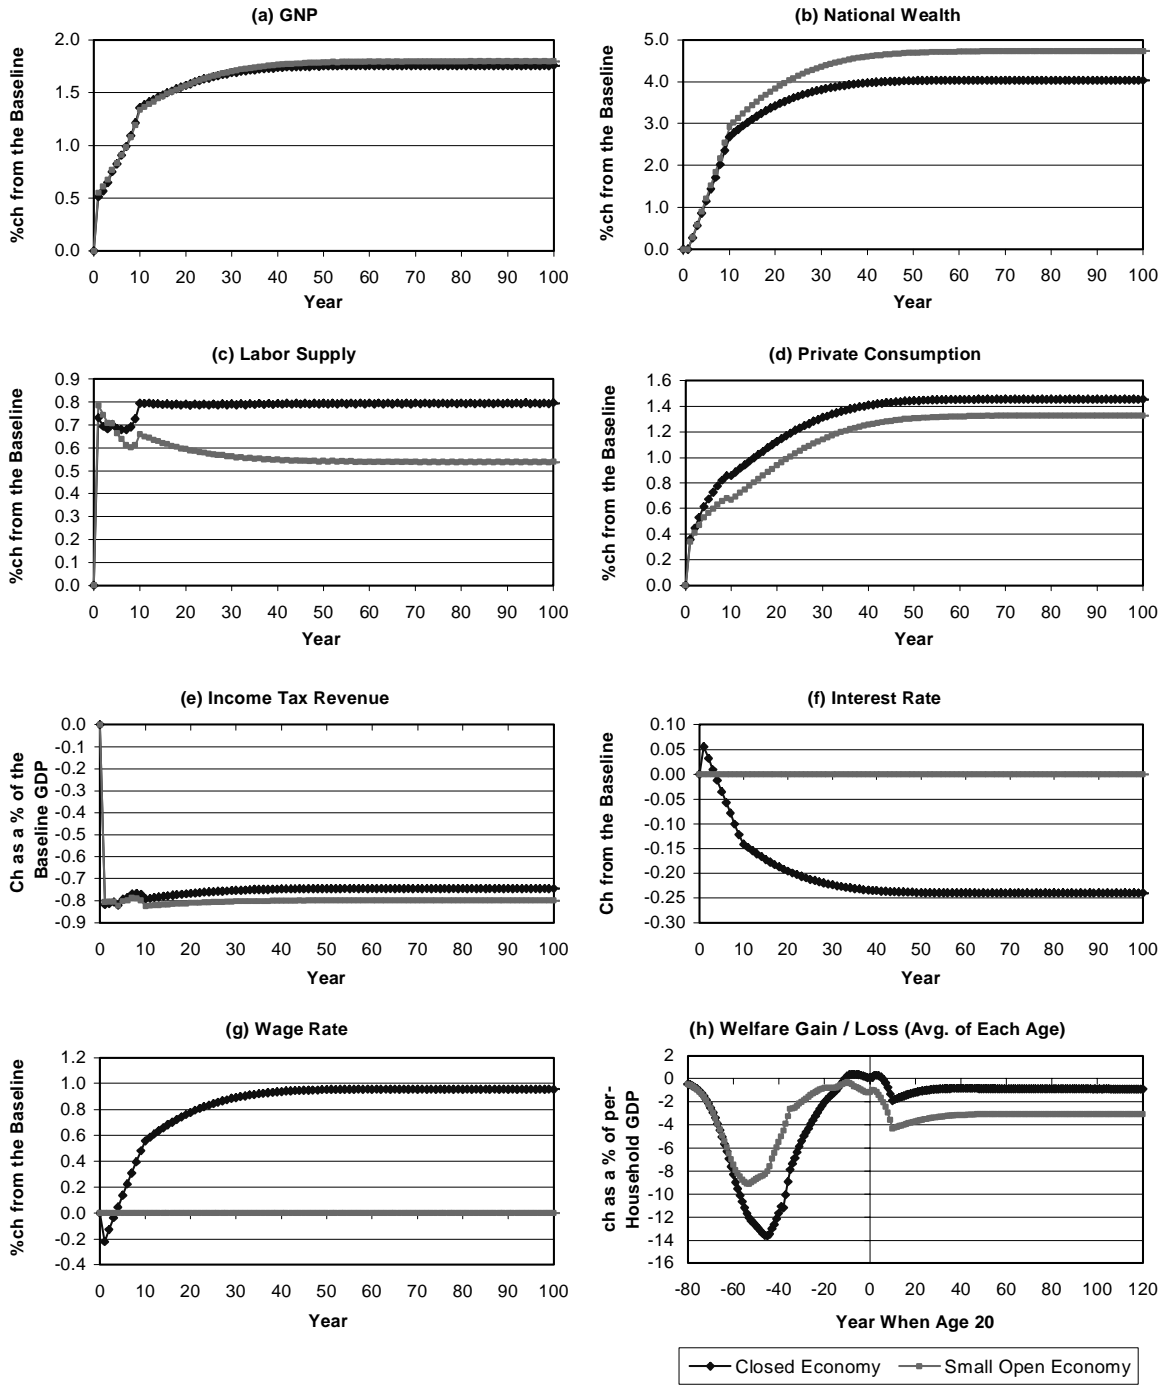 (a) GNP
%ch from the Baseline
2.0
1.5
1.0
0.5
0.0
0 10 20 30 40 50 60 70 80 90 100
Year
(b) National Wealth
%ch from the Baseline
5.0
4.0
3.0
2.0
1.0
0.0
0 10 20 30 40 50 60 70 80 90 100
Year
(c) Labor Supply
%ch from the Baseline
0.9
0.8
0.7
0.6
0.5
0.4
0.3
0.2
0.1
0.0
0 10 20 30 40 50 60 70 80 90 100
Year
(d) Private Consumption
%ch from the Baseline
1.6
1.4
1.2
1.0
0.8
0.6
0.4
0.2
0.0
0 10 20 30 40 50 60 70 80 90 100
Year
(e) Income Tax Revenue
Ch as a % of the
Baseline GDP
0.0
-0.1
-0.2
-0.3
-0.4
-0.5
-0.6
-0.7
-0.8
-0.9
0 10 20 30 40 50 60 70 80 90 100
Year
(f) Interest Rate
Ch from the Baseline
0.10
0.05
0.00
-0.05
-0.10
-0.15
-0.20
-0.25
-0.30
0 10 20 30 40 50 60 70 80 90 100
Year
(g) Wage Rate
%ch from the Baseline
1.2
1.0
0.8
0.6
0.4
0.2
0.0
-0.2
-0.4
0 10 20 30 40 50 60 70 80 90 100
Year
(h) Welfare Gain / Loss (Avg. of Each Age)
ch as a % of per-
Household GDP
2
0
-2
-4
-6
-8
-10
-12
-14
-16
-80 -60 -40 -20 0 20 40 60 80 100 120
Year When Age 20
Closed Economy Small Open Economy